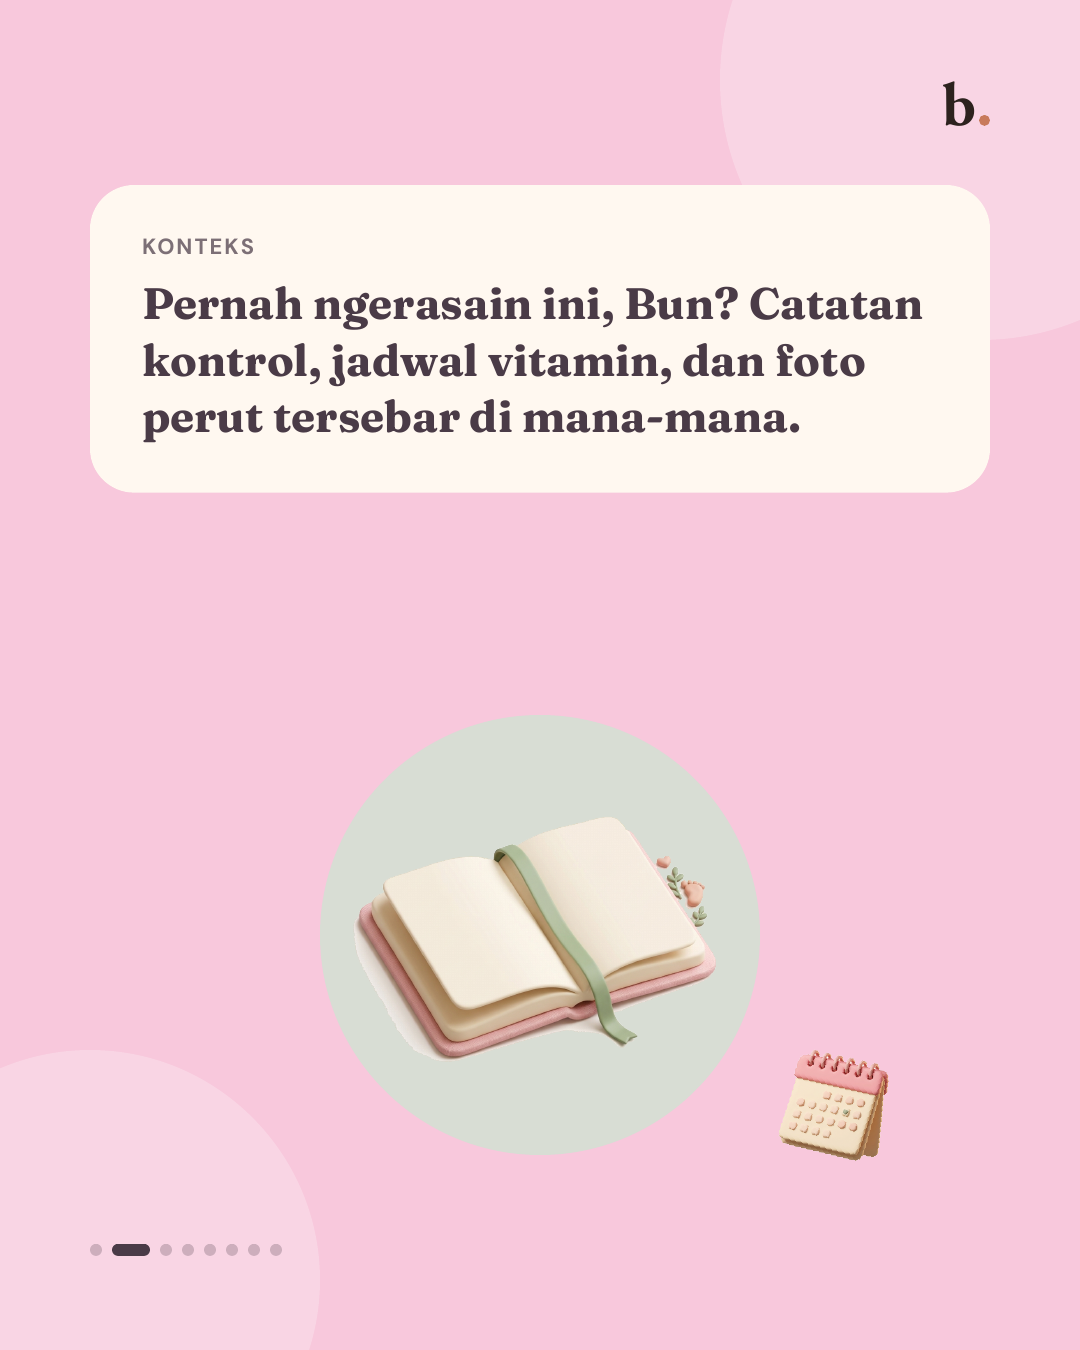 b.
KONTEKS
Pernah ngerasain ini, Bun? Catatan
kontrol, jadwal vitamin, dan foto
perut tersebar di mana-mana.